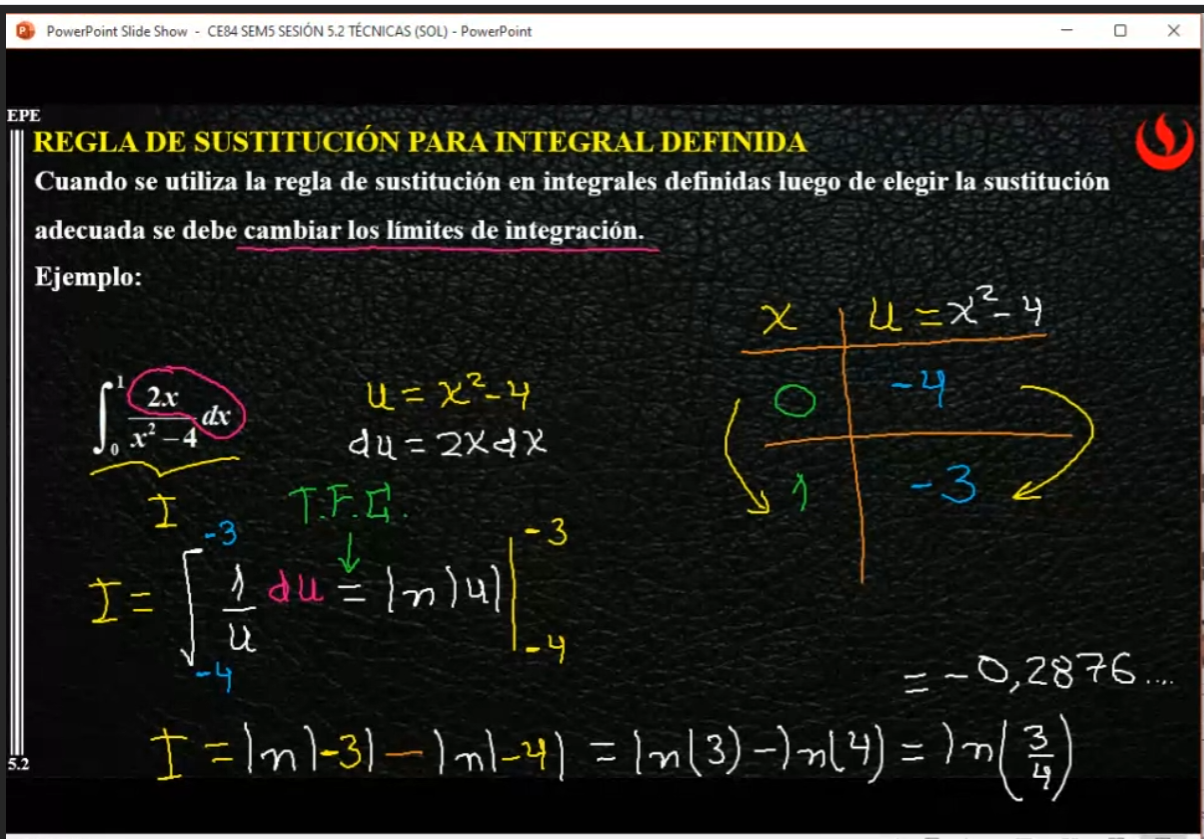 PowerPoint Slide Show - CE84 SEM5 SESIÓN 5.2 TÉCNICAS (SOL) - PowerPoint
EPE
REGLA DE SUSTITUCIÓN PARA INTEGRAL DEFINIDA
Cuando se utiliza la regla de sustitución en integrales definidas luego de elegir la sustitución
adecuada se debe cambiar los límites de integración.
Ejemplo:
x u = x² - 4
∫₀¹ 2x/(x² - 4) dx
u = x² - 4
0 -4
du = 2x dx
1 -3
I
T.F.C.
I = ∫₋₄⁻³ 1/u du = ln|u| |₋₄⁻³
= -0,2876....
I = ln|-3| - ln|-4| = ln(3) - ln(4) = ln(3/4)
5.2